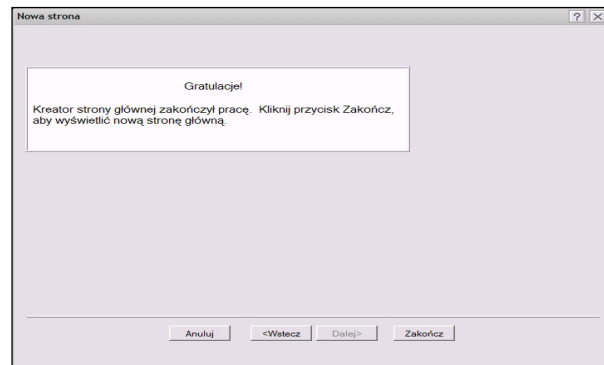 Nowa strona
Gratulacje!
Kreator strony głównej zakończył pracę. Kliknij przycisk Zakończ,
aby wyświetlić nową stronę główną.
Anuluj <Wstecz Dalej> Zakończ